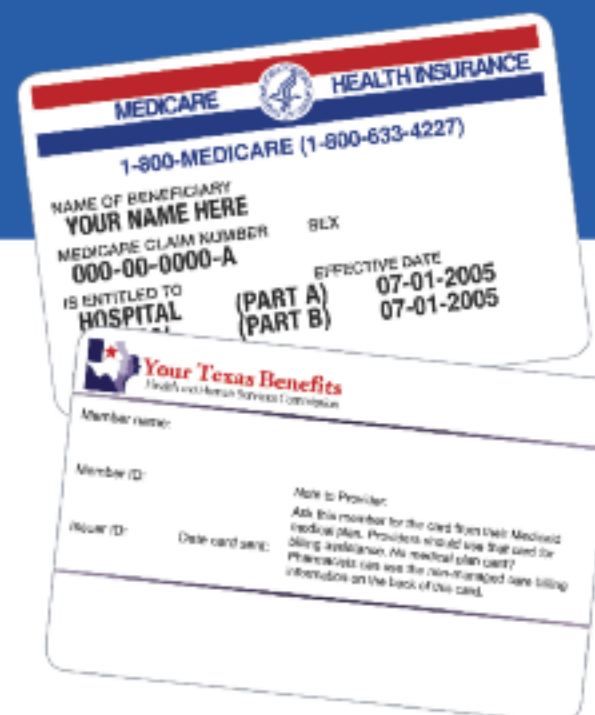 MEDICARE HEALTH INSURANCE
1-800-MEDICARE (1-800-633-4227)
NAME OF BENEFICIARY
YOUR NAME HERE
MEDICARE CLAIM NUMBER SEX
000-00-0000-A
IS ENTITLED TO EFFECTIVE DATE
HOSPITAL (PART A) 07-01-2005
(PART B) 07-01-2005
Your Texas Benefits
Health and Human Services Commission
Member name:
Member ID:
Note to Provider:
Ask this member for the card from their Medicaid
medical plan. Providers should use that card for
billing assistance. No medical plan card?
Pharmacists can use the non-managed care billing
information on the back of this card.
Issuer ID: Date card sent: